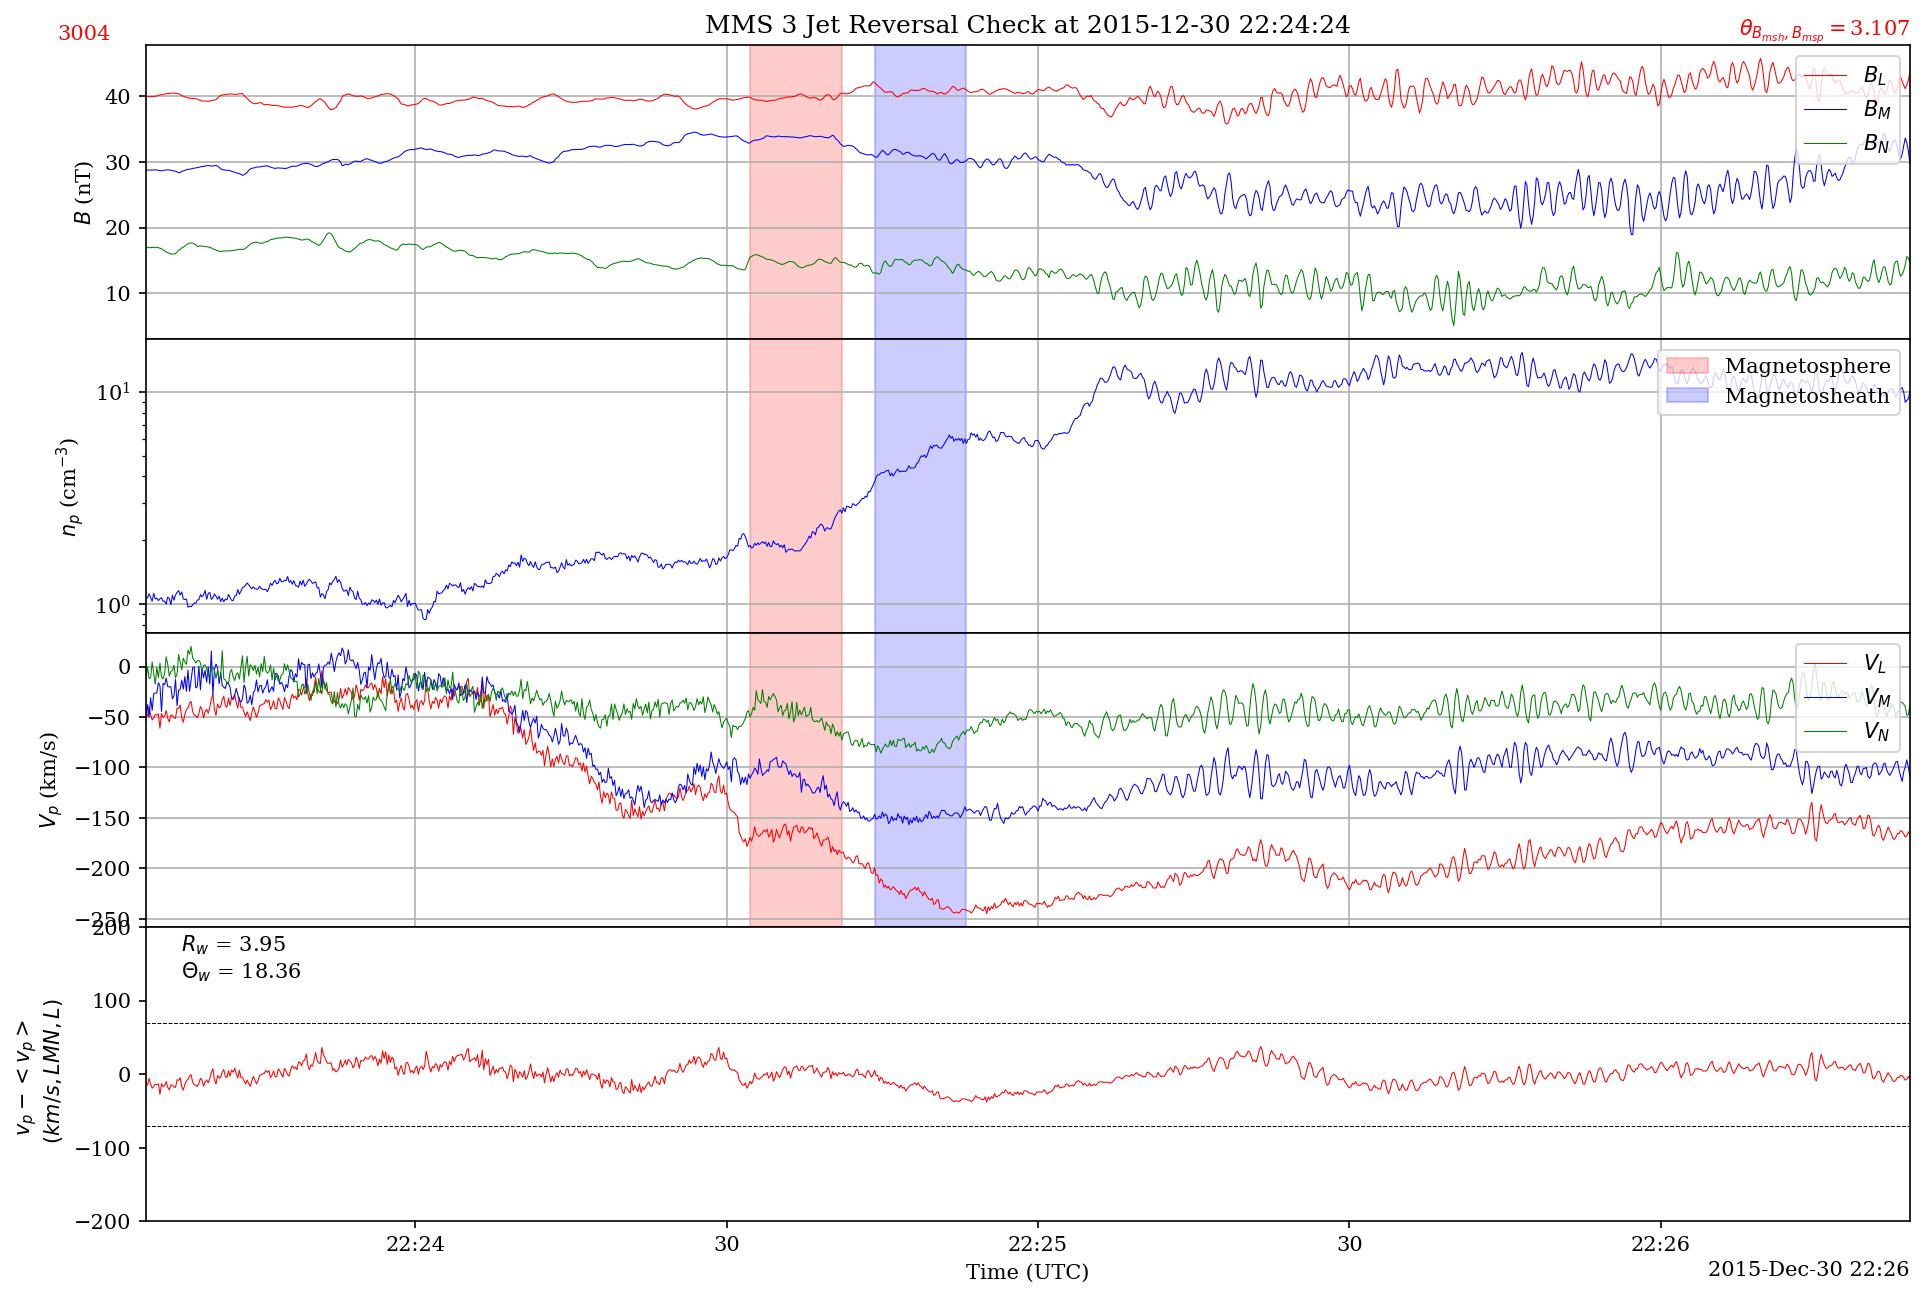 MMS 3 Jet Reversal Check at 2015-12-30 22:24:24
3004
θ_{B_{msh}, B_{msp}} = 3.107
40
30
20
10
B (nT)
B_L
B_M
B_N
10^1
10^0
n_p (cm^{−3})
Magnetosphere
Magnetosheath
0
−50
−100
−150
−200
−250
V_p (km/s)
V_L
V_M
V_N
200
100
0
−100
−200
v_p − < v_p >
(km/s, LMN, L)
R_w = 3.95
Θ_w = 18.36
22:24
30
22:25
30
22:26
Time (UTC)
2015-Dec-30 22:26